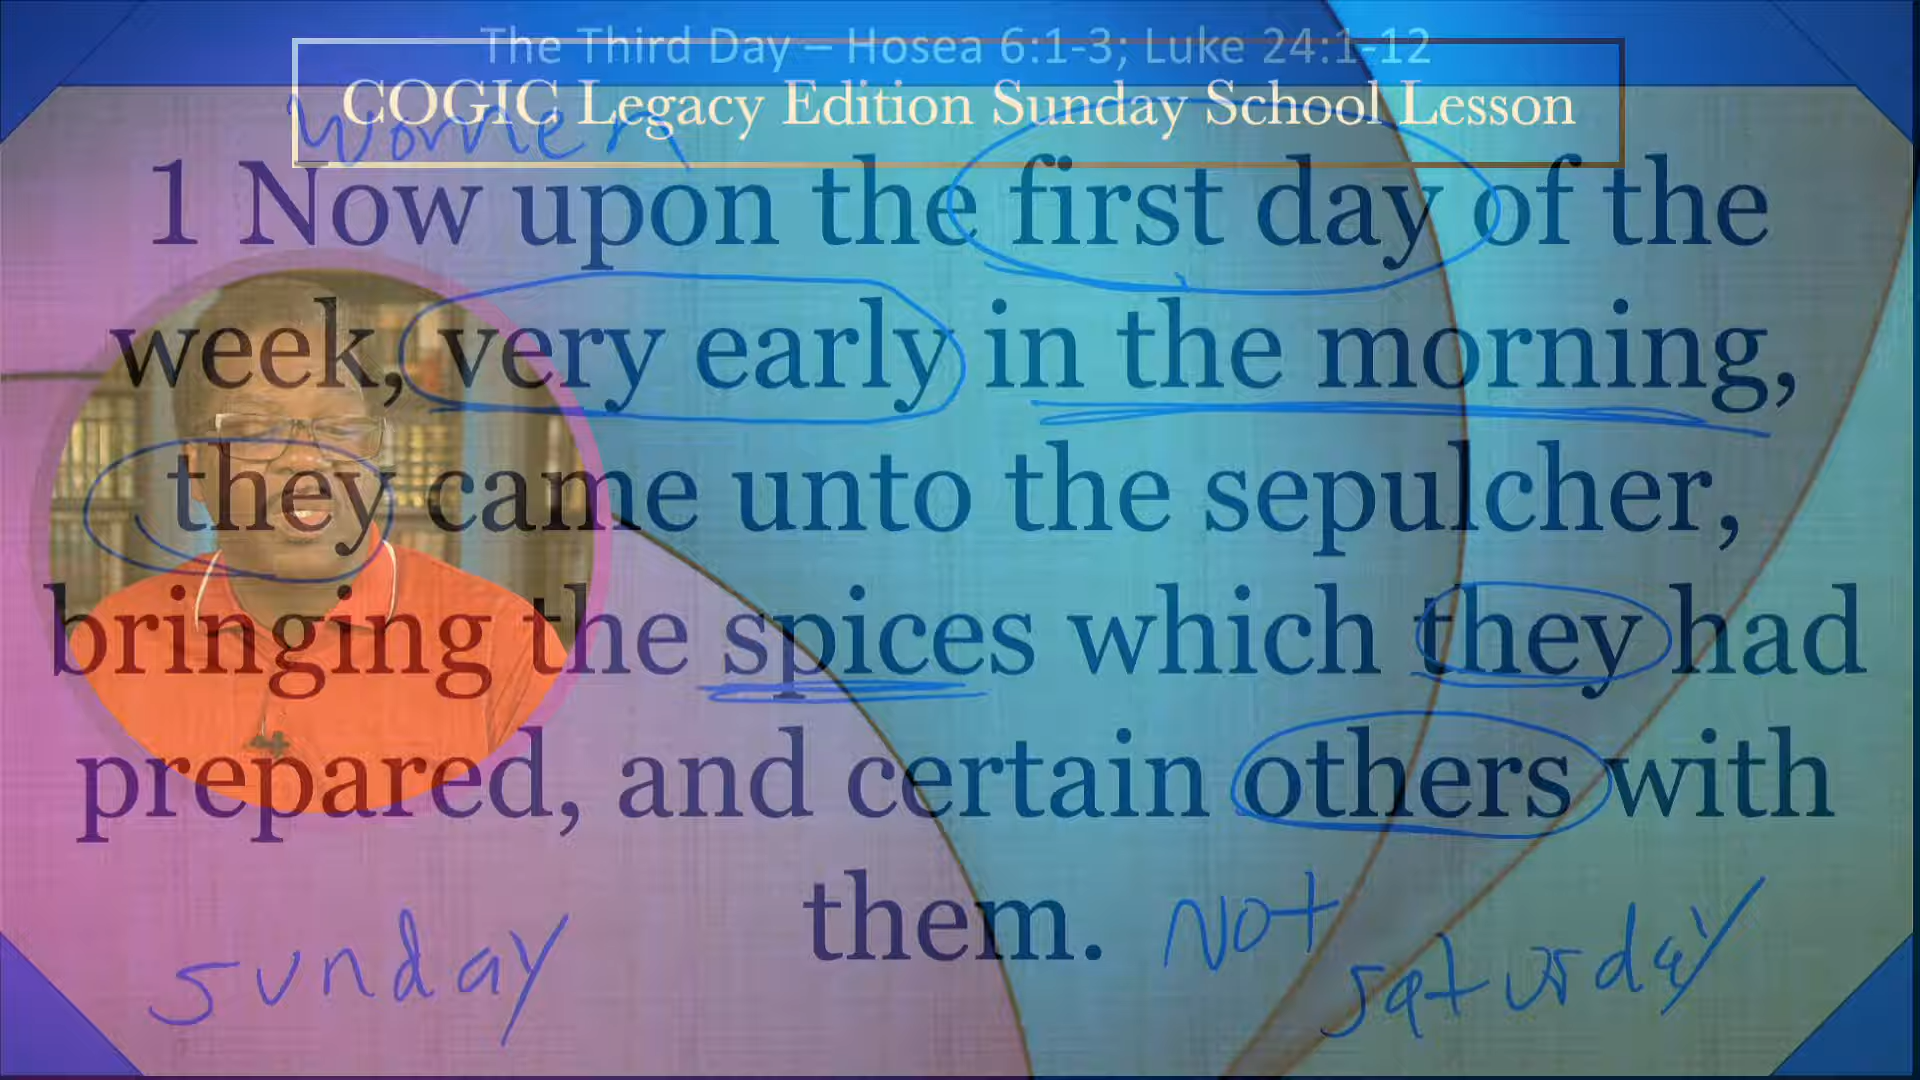 The Third Day – Hosea 6:1-3; Luke 24:1-12
COGIC Legacy Edition Sunday School Lesson
Women
1 Now upon the first day of the
week, very early in the morning,
they came unto the sepulcher,
bringing the spices which they had
prepared, and certain others with
them.
Sunday
Not
Saturday